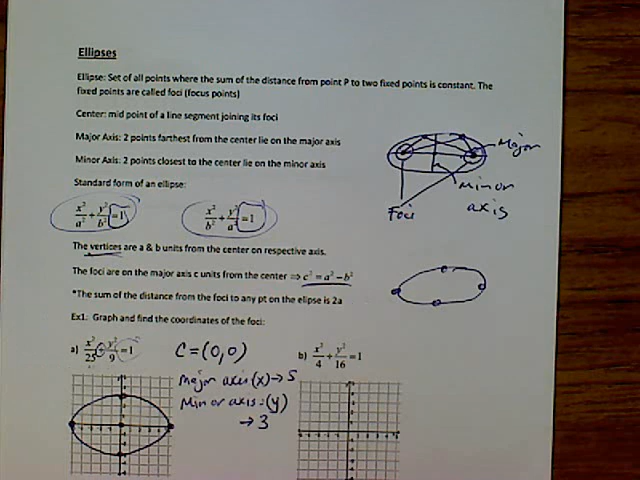 Ellipses
Ellipse: Set of all points where the sum of the distance from point P to two fixed points is constant. The
fixed points are called foci (focus points)
Center: mid point of a line segment joining its foci
Major Axis: 2 points farthest from the center lie on the major axis
Minor Axis: 2 points closest to the center lie on the minor axis
Major
Minor
axis
Foci
Standard form of an ellipse:
x²/a² + y²/b² = 1 x²/b² + y²/a² = 1
The vertices are a & b units from the center on respective axis.
The foci are on the major axis c units from the center ⇒ c² = a² − b²
*The sum of the distance from the foci to any pt on the elipse is 2a
Ex1: Graph and find the coordinates of the foci:
a) x²/25 + y²/9 = 1 C = (0,0) b) x²/4 + y²/16 = 1
Major axis (x) → 5
Minor axis: (y)
→ 3